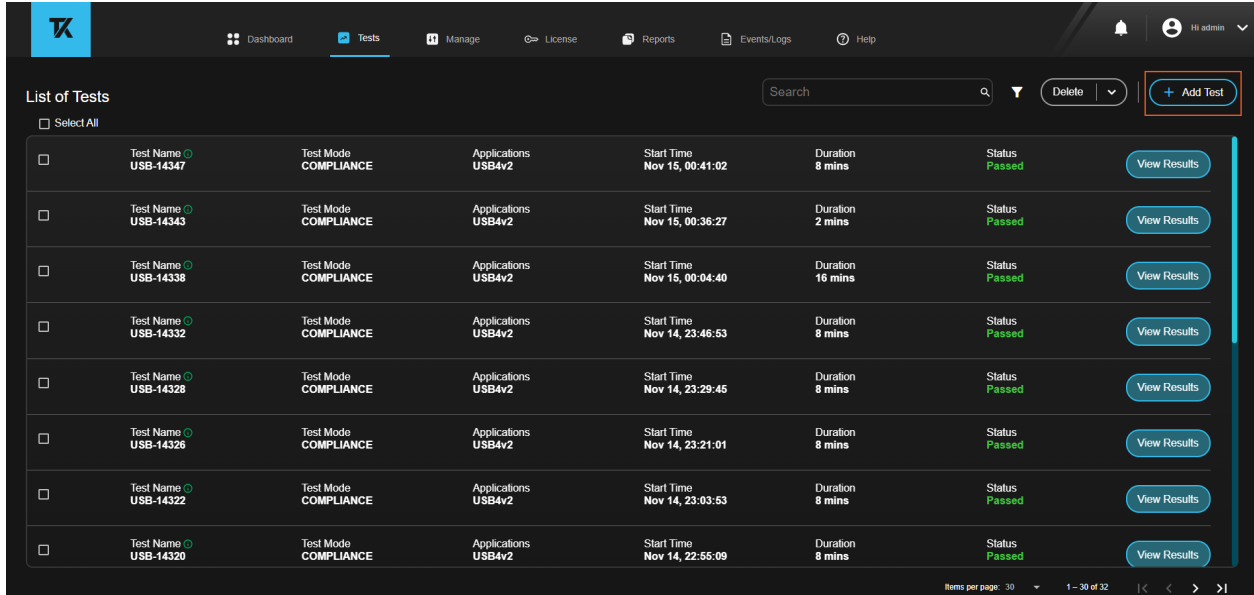 TK
Dashboard Tests Manage License Reports Events/Logs Help Hi admin
List of Tests Search Delete + Add Test
Select All
Test Name Test Mode Applications Start Time Duration Status
USB-14347 COMPLIANCE USB4v2 Nov 15, 00:41:02 8 mins Passed View Results
Test Name Test Mode Applications Start Time Duration Status
USB-14343 COMPLIANCE USB4v2 Nov 15, 00:36:27 2 mins Passed View Results
Test Name Test Mode Applications Start Time Duration Status
USB-14338 COMPLIANCE USB4v2 Nov 15, 00:04:40 16 mins Passed View Results
Test Name Test Mode Applications Start Time Duration Status
USB-14332 COMPLIANCE USB4v2 Nov 14, 23:46:53 8 mins Passed View Results
Test Name Test Mode Applications Start Time Duration Status
USB-14328 COMPLIANCE USB4v2 Nov 14, 23:29:45 8 mins Passed View Results
Test Name Test Mode Applications Start Time Duration Status
USB-14326 COMPLIANCE USB4v2 Nov 14, 23:21:01 8 mins Passed View Results
Test Name Test Mode Applications Start Time Duration Status
USB-14322 COMPLIANCE USB4v2 Nov 14, 23:03:53 8 mins Passed View Results
Test Name Test Mode Applications Start Time Duration Status
USB-14320 COMPLIANCE USB4v2 Nov 14, 22:55:09 8 mins Passed View Results
Items per page: 30 1 – 30 of 32